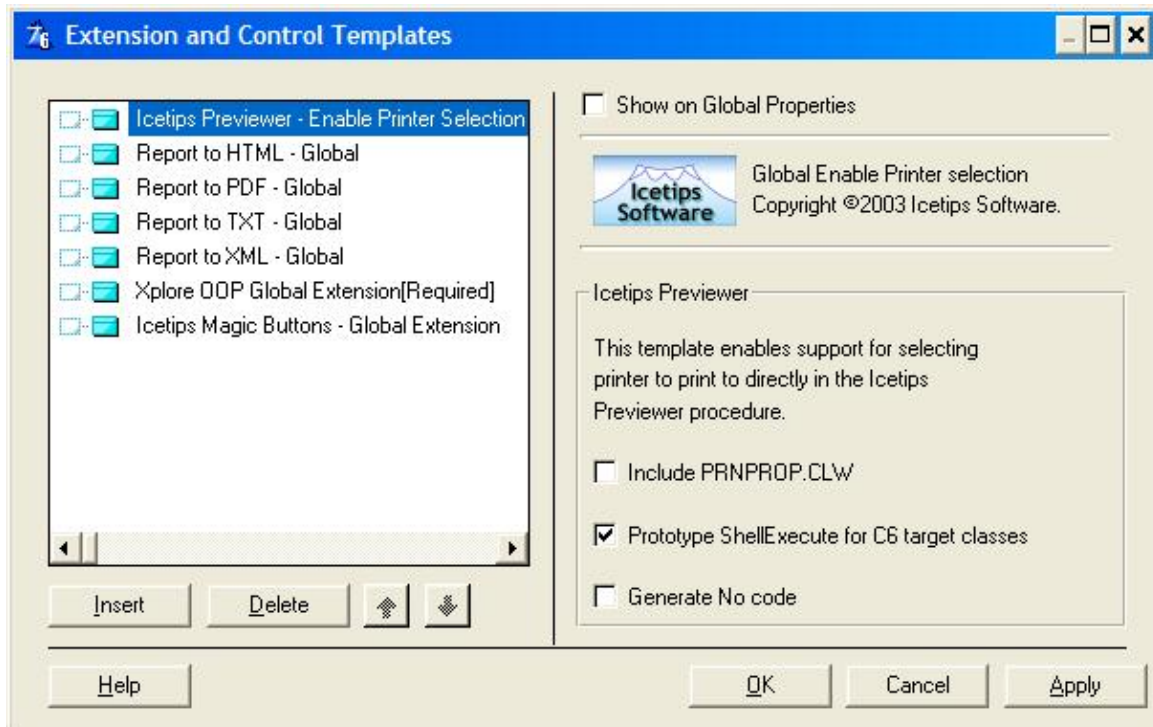 Extension and Control Templates
Icetips Previewer - Enable Printer Selection
Report to HTML - Global
Report to PDF - Global
Report to TXT - Global
Report to XML - Global
Xplore OOP Global Extension[Required]
Icetips Magic Buttons - Global Extension
Insert
Delete
Show on Global Properties
Icetips
Software
Global Enable Printer selection
Copyright ©2003 Icetips Software.
Icetips Previewer
This template enables support for selecting
printer to print to directly in the Icetips
Previewer procedure.
Include PRNPROP.CLW
Prototype ShellExecute for C6 target classes
Generate No code
Help
OK
Cancel
Apply